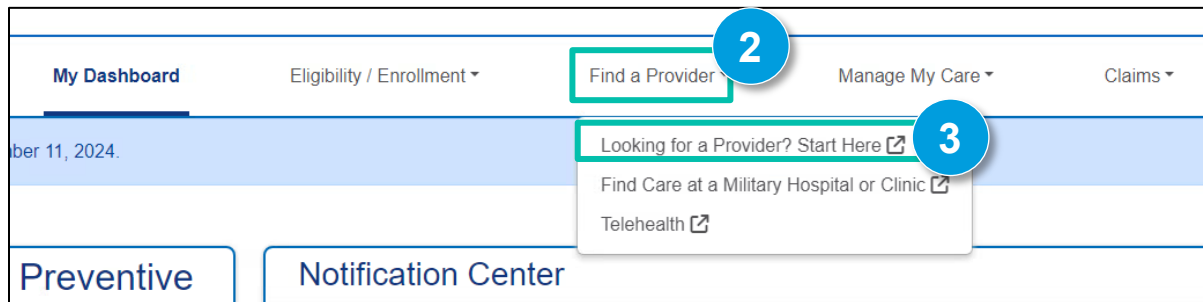 2
My Dashboard Eligibility / Enrollment Find a Provider Manage My Care Claims
3
Looking for a Provider? Start Here
ber 11, 2024.
Find Care at a Military Hospital or Clinic
Telehealth
Preventive Notification Center